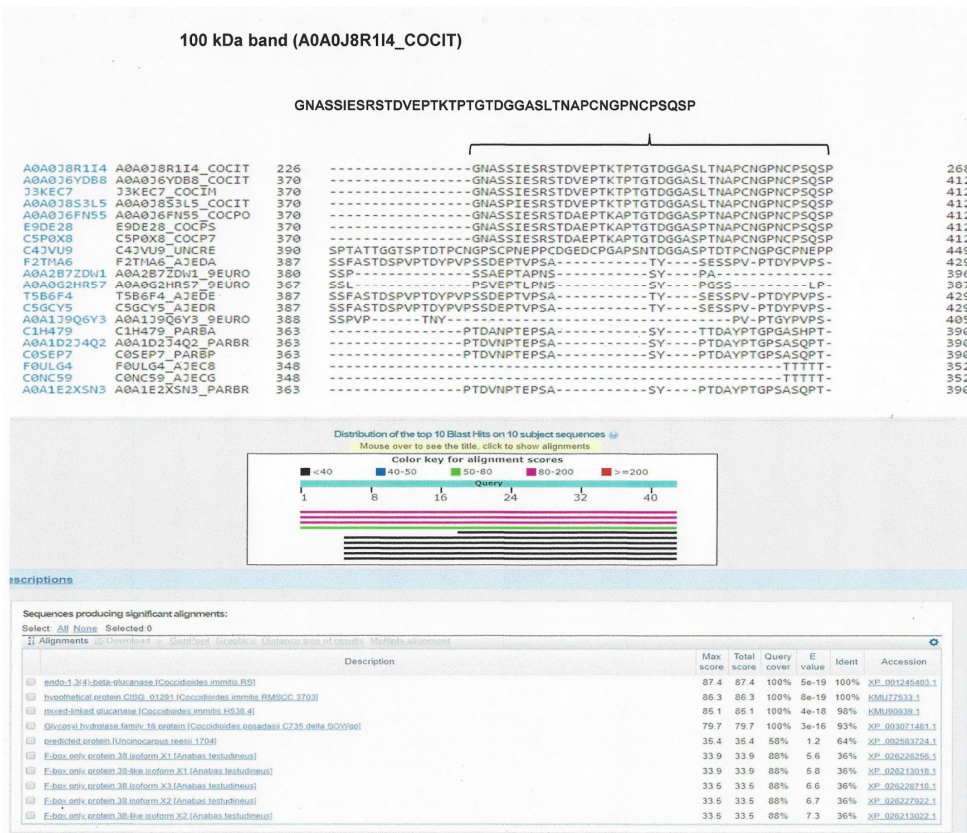 100 kDa band (A0A0J8R1I4_COCIT)
GNASSIESRSTDVEPTKTPTGTDGGASLTNAPCNGPNCPSQSP
A0A0J8R1I4 A0A0J8R1I4_COCIT 226 -----------------GNASSIESRSTDVEPTKTPTGTDGGASLTNAPCNGPNCPSQSP 268
A0A0J6YDB8 A0A0J6YDB8_COCIT 370 -----------------GNASSIESRSTDVEPTKTPTGTDGGASLTNAPCNGPNCPSQSP 412
J3KEC7 J3KEC7_COCIM 370 -----------------GNASSIESRSTDVEPTKTPTGTDGGASLTNAPCNGPNCPSQSP 412
A0A0J8S3L5 A0A0J8S3L5_COCIT 370 -----------------GNASPIESRSTDVEPTKTPTGTDGGASLTNAPCNGPNCPSQSP 412
A0A0J6FN55 A0A0J6FN55_COCPO 370 -----------------GNASSIESRSTDAEPTKAPTGTDGGASPTNAPCNGPNCPSESP 412
E9DE28 E9DE28_COCPS 370 -----------------GNASSIESRSTDAEPTKAPTGTDGGASPTNAPCNGPNCPSESP 412
C5P0X8 C5P0X8_COCP7 370 -----------------GNASSIESRSTDAEPTKAPTGTDGGASPTNAPCNGPNCPSESP 412
C4JVU9 C4JVU9_UNCRE 390 SPTATTGGTSPTDTPCNGPSCPNEPPCDGEDCPGAPSNTDGGASPTDTPCNGPGCPNEPP 449
F2TMA6 F2TMA6_AJEDA 387 SSFASTDSPVPTDYPVPSSDEPTVPSA-----------TY-----SESSPV-PTDYPVPS- 429
A0A2B7ZDW1 A0A2B7ZDW1_9EURO 380 SSP---------------SSAEPTAPNS----------SY-----PA-------------- 396
A0A0G2HR57 A0A0G2HR57_9EURO 367 SSL---------------PSVEPTLPNS----------SY-----PGSS---------LP- 387
T5B6F4 T5B6F4_AJEDE 387 SSFASTDSPVPTDYPVPSSDEPTVPSA-----------TY-----SESSPV-PTDYPVPS- 429
C5GCY5 C5GCY5_AJEDR 387 SSFASTDSPVPTDYPVPSSDEPTVPSA-----------TY-----SESSPV-PTDYPVPS- 429
A0A1J9Q6Y3 A0A1J9Q6Y3_9EURO 388 SSPVP------TNY------------------------------------PV-PTGYPVPS- 405
C1H479 C1H479_PARBA 363 ----------------PTDANPTEPSA-----------SY----TTDAYPTGPGASHPT- 390
A0A1D2J4Q2 A0A1D2J4Q2_PARBR 363 ----------------PTDVNPTEPSA-----------SY----PTDAYPTGPSASQPT- 390
C0SEP7 C0SEP7_PARBP 363 ----------------PTDVNPTEPSA-----------SY----PTDAYPTGPSASQPT- 390
F0ULG4 F0ULG4_AJEC8 348 ------------------------------------------------------TTTTT- 352
C0NC59 C0NC59_AJECG 348 ------------------------------------------------------TTTTT- 352
A0A1E2XSN3 A0A1E2XSN3_PARBR 363 ----------------PTDVNPTEPSA-----------SY----PTDAYPTGPSASQPT- 390
Distribution of the top 10 Blast Hits on 10 subject sequences
Mouse over to see the title, click to show alignments
Color key for alignment scores
<40 40-50 50-80 80-200 >=200
Query
1 8 16 24 32 40
escriptions
Sequences producing significant alignments:
Select: All None Selected:0
Alignments Download GenPept Graphics Distance tree of results Multiple alignment
Description Max score Total score Query cover E value Ident Accession
endo-1,3(4)-beta-glucanase [Coccidioides immitis RS] 87.4 87.4 100% 5e-19 100% XP_001245403.1
hypothetical protein CISG_01291 [Coccidioides immitis RMSCC 3703] 86.3 86.3 100% 8e-19 100% KMU77533.1
mixed-linked glucanase [Coccidioides immitis H538.4] 85.1 85.1 100% 4e-18 98% KMU90939.1
Glycosyl hydrolase family 16 protein [Coccidioides posadasii C735 delta SOWgp] 79.7 79.7 100% 3e-16 93% XP_003071481.1
predicted protein [Uncinocarpus reesii 1704] 35.4 35.4 58% 1.2 64% XP_002583724.1
F-box only protein 38 isoform X1 [Anabas testudineus] 33.9 33.9 88% 5.6 36% XP_026226256.1
F-box only protein 38-like isoform X1 [Anabas testudineus] 33.9 33.9 88% 5.8 36% XP_026213018.1
F-box only protein 38 isoform X3 [Anabas testudineus] 33.5 33.5 88% 6.6 36% XP_026228718.1
F-box only protein 38 isoform X2 [Anabas testudineus] 33.5 33.5 88% 6.7 36% XP_026227922.1
F-box only protein 38-like isoform X2 [Anabas testudineus] 33.5 33.5 88% 7.3 36% XP_026213022.1